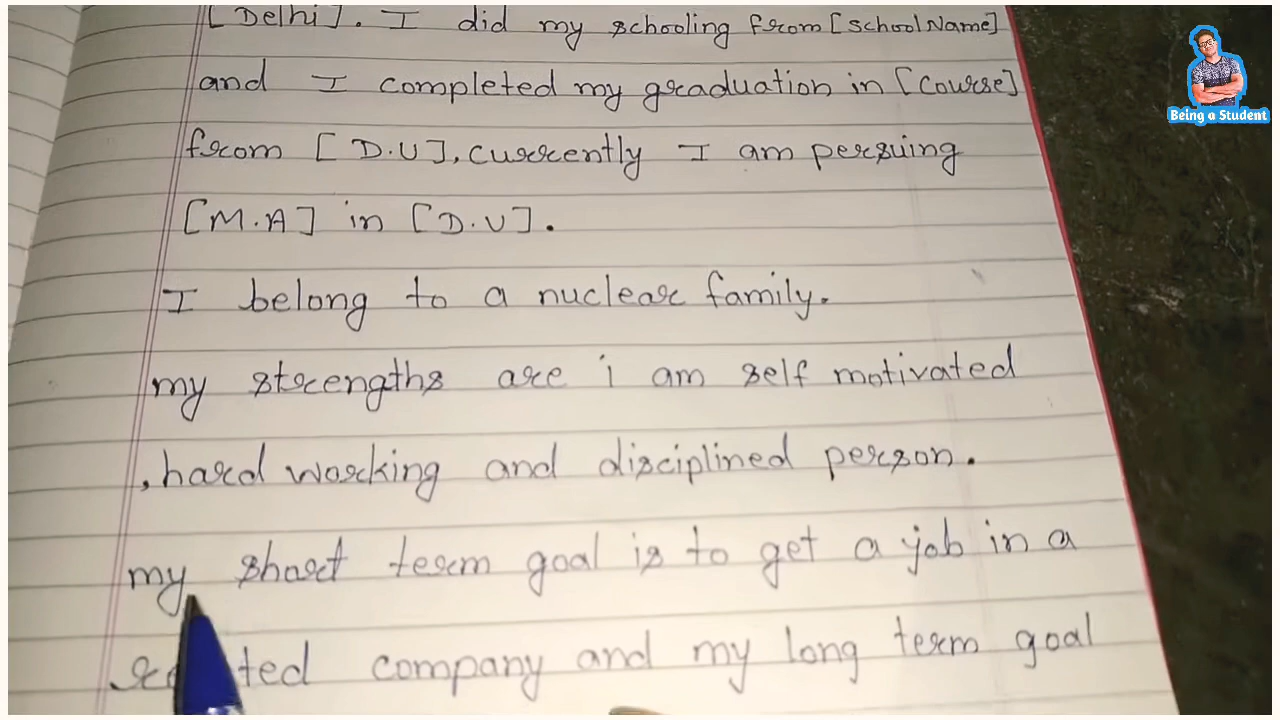 [Delhi]. I did my schooling from [School Name]
and I completed my graduation in [Course]
from [D.U], currently I am persuing
[M.A] in [D.U].
I belong to a nuclear family.
my strengths are i am self motivated
, hard working and disciplined person.
my short term goal is to get a job in a
company and my long term goal
Being a Student